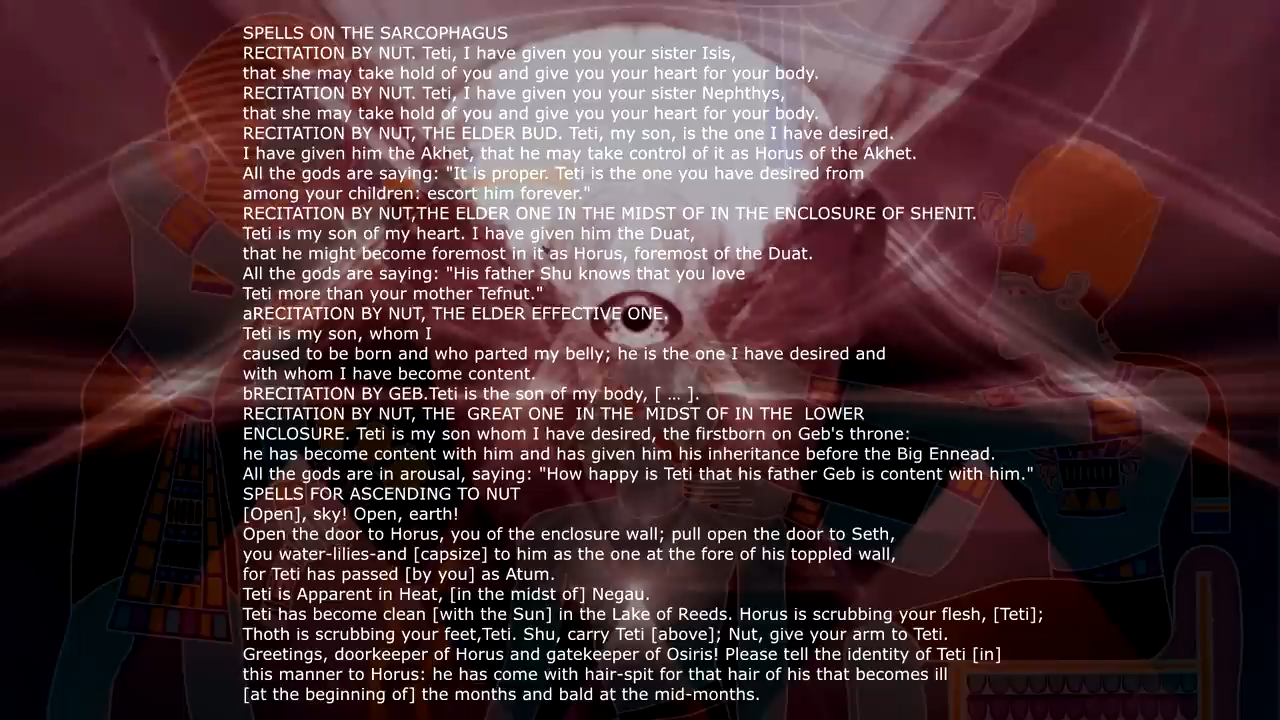 SPELLS ON THE SARCOPHAGUS
RECITATION BY NUT. Teti, I have given you your sister Isis,
that she may take hold of you and give you your heart for your body.
RECITATION BY NUT. Teti, I have given you your sister Nephthys,
that she may take hold of you and give you your heart for your body.
RECITATION BY NUT, THE ELDER BUD. Teti, my son, is the one I have desired.
I have given him the Akhet, that he may take control of it as Horus of the Akhet.
All the gods are saying: "It is proper. Teti is the one you have desired from
among your children: escort him forever."
RECITATION BY NUT,THE ELDER ONE IN THE MIDST OF IN THE ENCLOSURE OF SHENIT.
Teti is my son of my heart. I have given him the Duat,
that he might become foremost in it as Horus, foremost of the Duat.
All the gods are saying: "His father Shu knows that you love
Teti more than your mother Tefnut."
aRECITATION BY NUT, THE ELDER EFFECTIVE ONE.
Teti is my son, whom I
caused to be born and who parted my belly; he is the one I have desired and
with whom I have become content.
bRECITATION BY GEB.Teti is the son of my body, [ ... ].
RECITATION BY NUT, THE  GREAT ONE  IN THE  MIDST OF IN THE  LOWER
ENCLOSURE. Teti is my son whom I have desired, the firstborn on Geb's throne:
he has become content with him and has given him his inheritance before the Big Ennead.
All the gods are in arousal, saying: "How happy is Teti that his father Geb is content with him."
SPELLS FOR ASCENDING TO NUT
[Open], sky! Open, earth!
Open the door to Horus, you of the enclosure wall; pull open the door to Seth,
you water-lilies-and [capsize] to him as the one at the fore of his toppled wall,
for Teti has passed [by you] as Atum.
Teti is Apparent in Heat, [in the midst of] Negau.
Teti has become clean [with the Sun] in the Lake of Reeds. Horus is scrubbing your flesh, [Teti];
Thoth is scrubbing your feet,Teti. Shu, carry Teti [above]; Nut, give your arm to Teti.
Greetings, doorkeeper of Horus and gatekeeper of Osiris! Please tell the identity of Teti [in]
this manner to Horus: he has come with hair-spit for that hair of his that becomes ill
[at the beginning of] the months and bald at the mid-months.